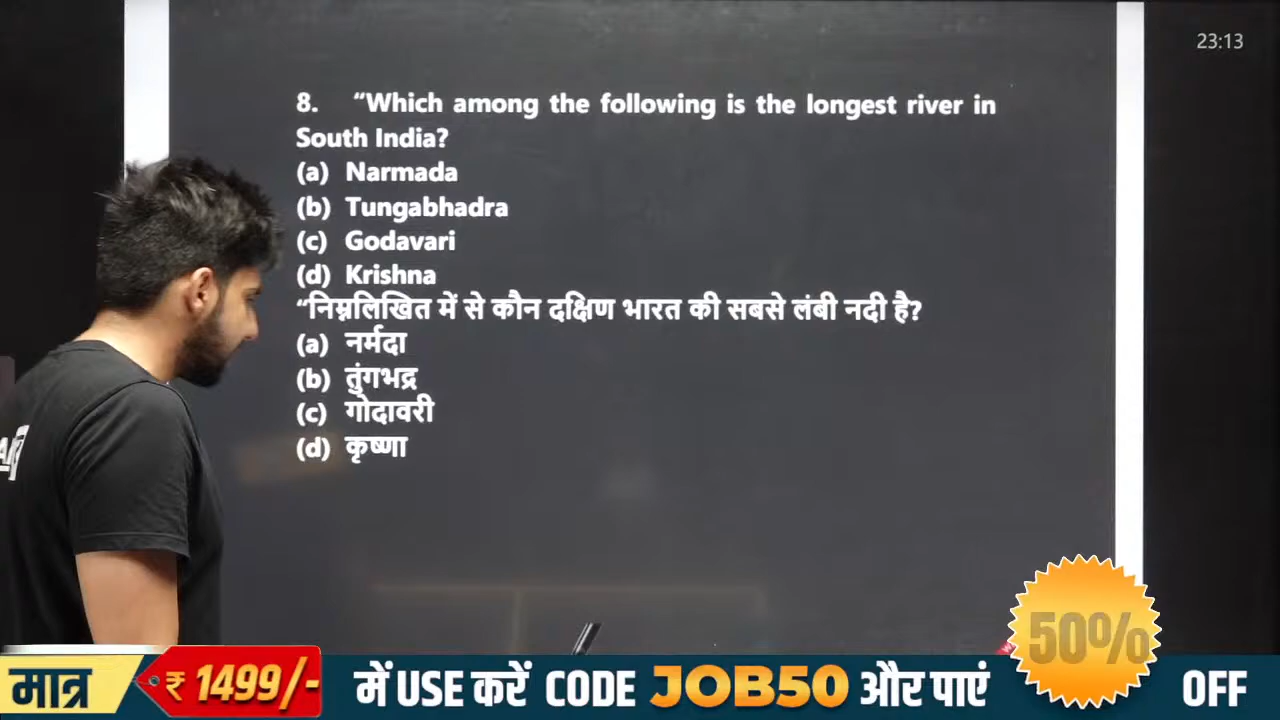 23:13
8. “Which among the following is the longest river in
South India?
(a) Narmada
(b) Tungabhadra
(c) Godavari
(d) Krishna
“निम्नलिखित में से कौन दक्षिण भारत की सबसे लंबी नदी है?
(a) नर्मदा
(b) तुंगभद्र
(c) गोदावरी
(d) कृष्णा
मात्र ₹ 1499/- में USE करें CODE JOB50 और पाएं 50% OFF